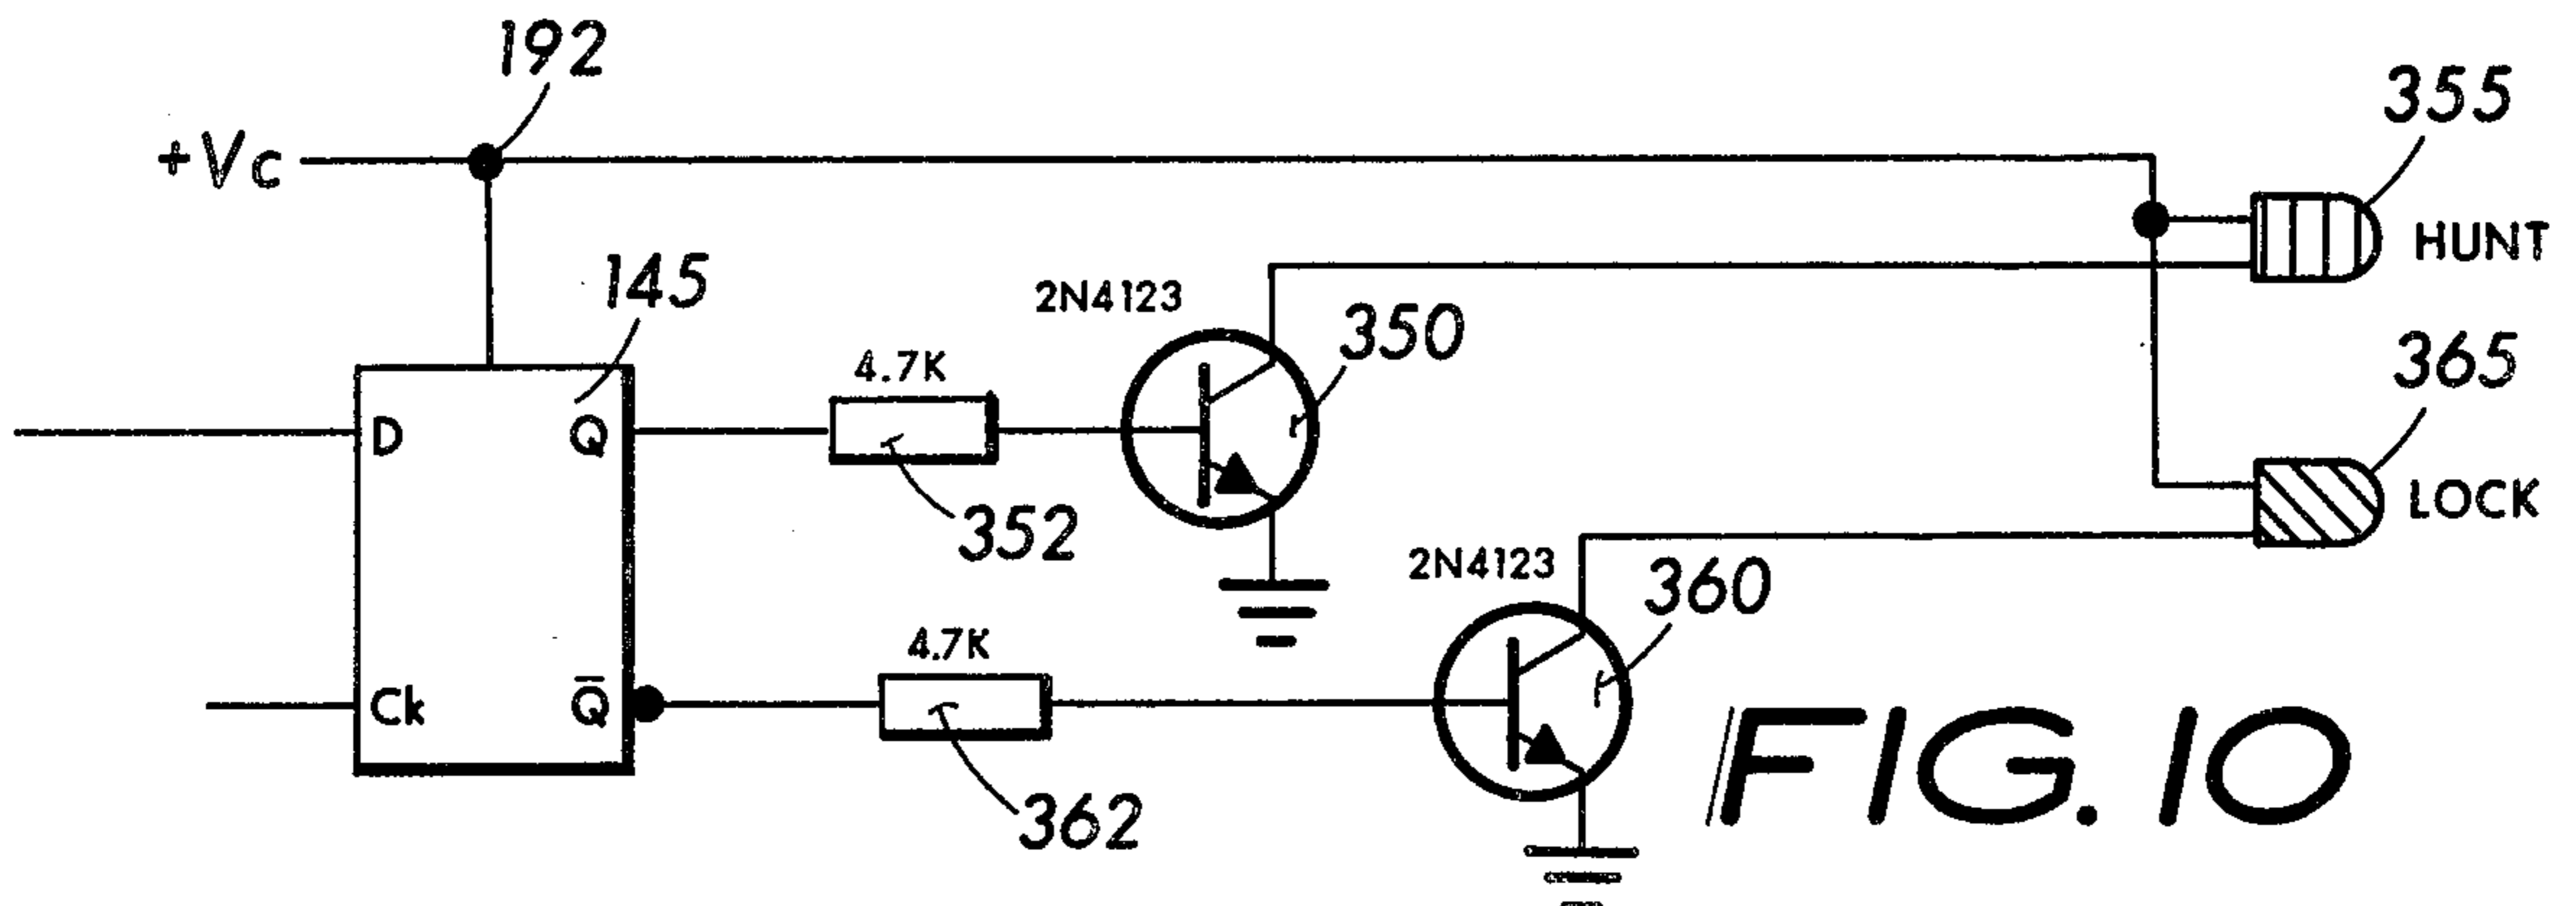 192
+Vc
355
HUNT
145
2N4123
350
365
LOCK
4.7K
D
Q
352
2N4123
360
4.7K
Ck
Q̅
362
FIG. 10